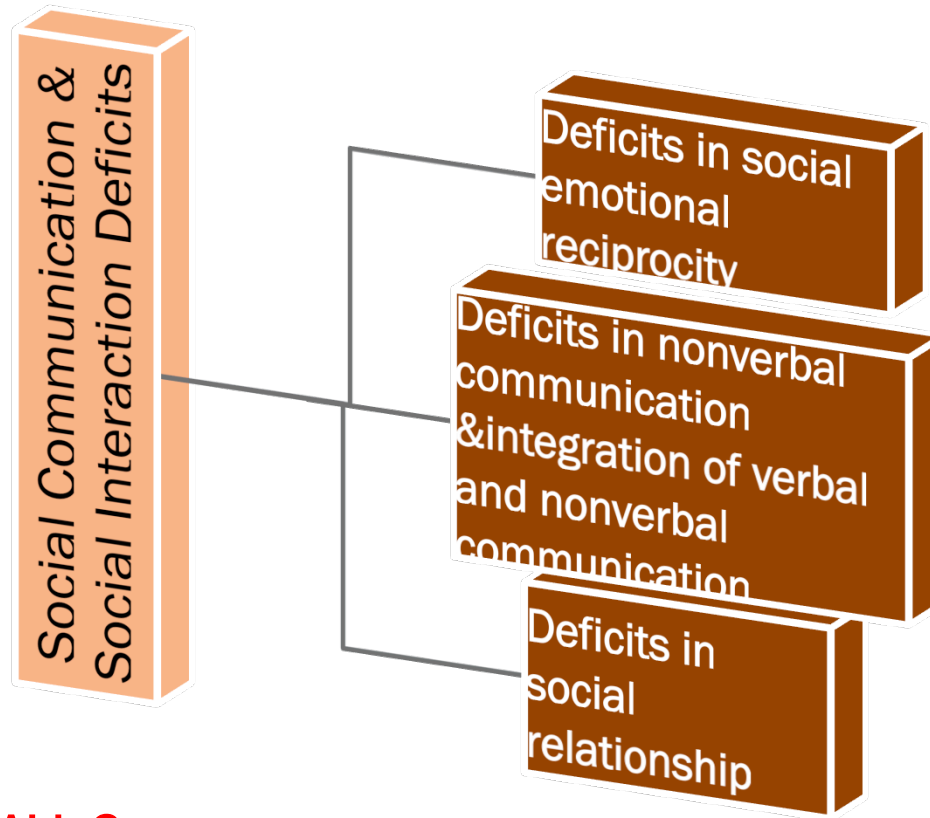 Social Communication &
Social Interaction Deficits
Deficits in social
emotional
reciprocity
Deficits in nonverbal
communication
&integration of verbal
and nonverbal
communication
Deficits in
social
relationship